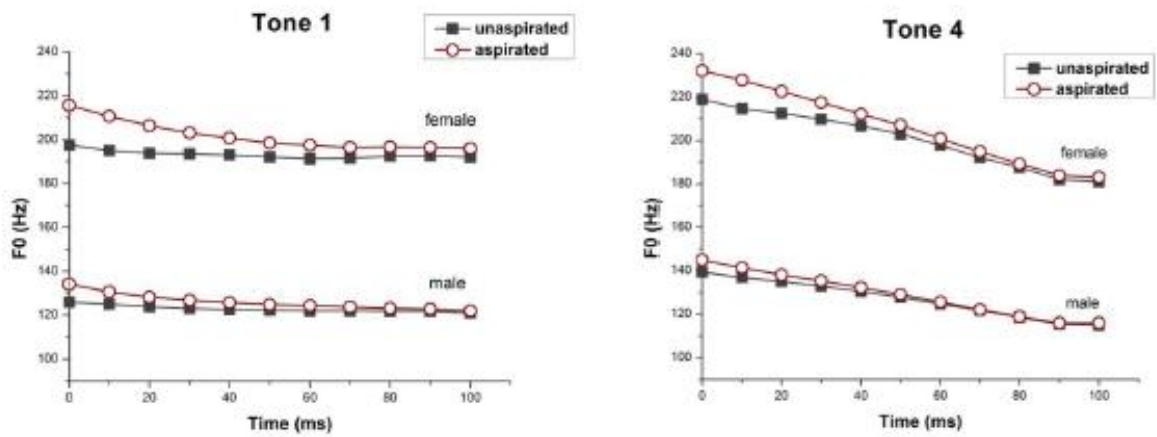 Tone 1
unaspirated
aspirated
240
220
200
180
160
140
120
100
F0 (Hz)
female
male
0 20 40 60 80 100
Time (ms)
Tone 4
unaspirated
aspirated
240
220
200
180
160
140
120
100
F0 (Hz)
female
male
0 20 40 60 80 100
Time (ms)